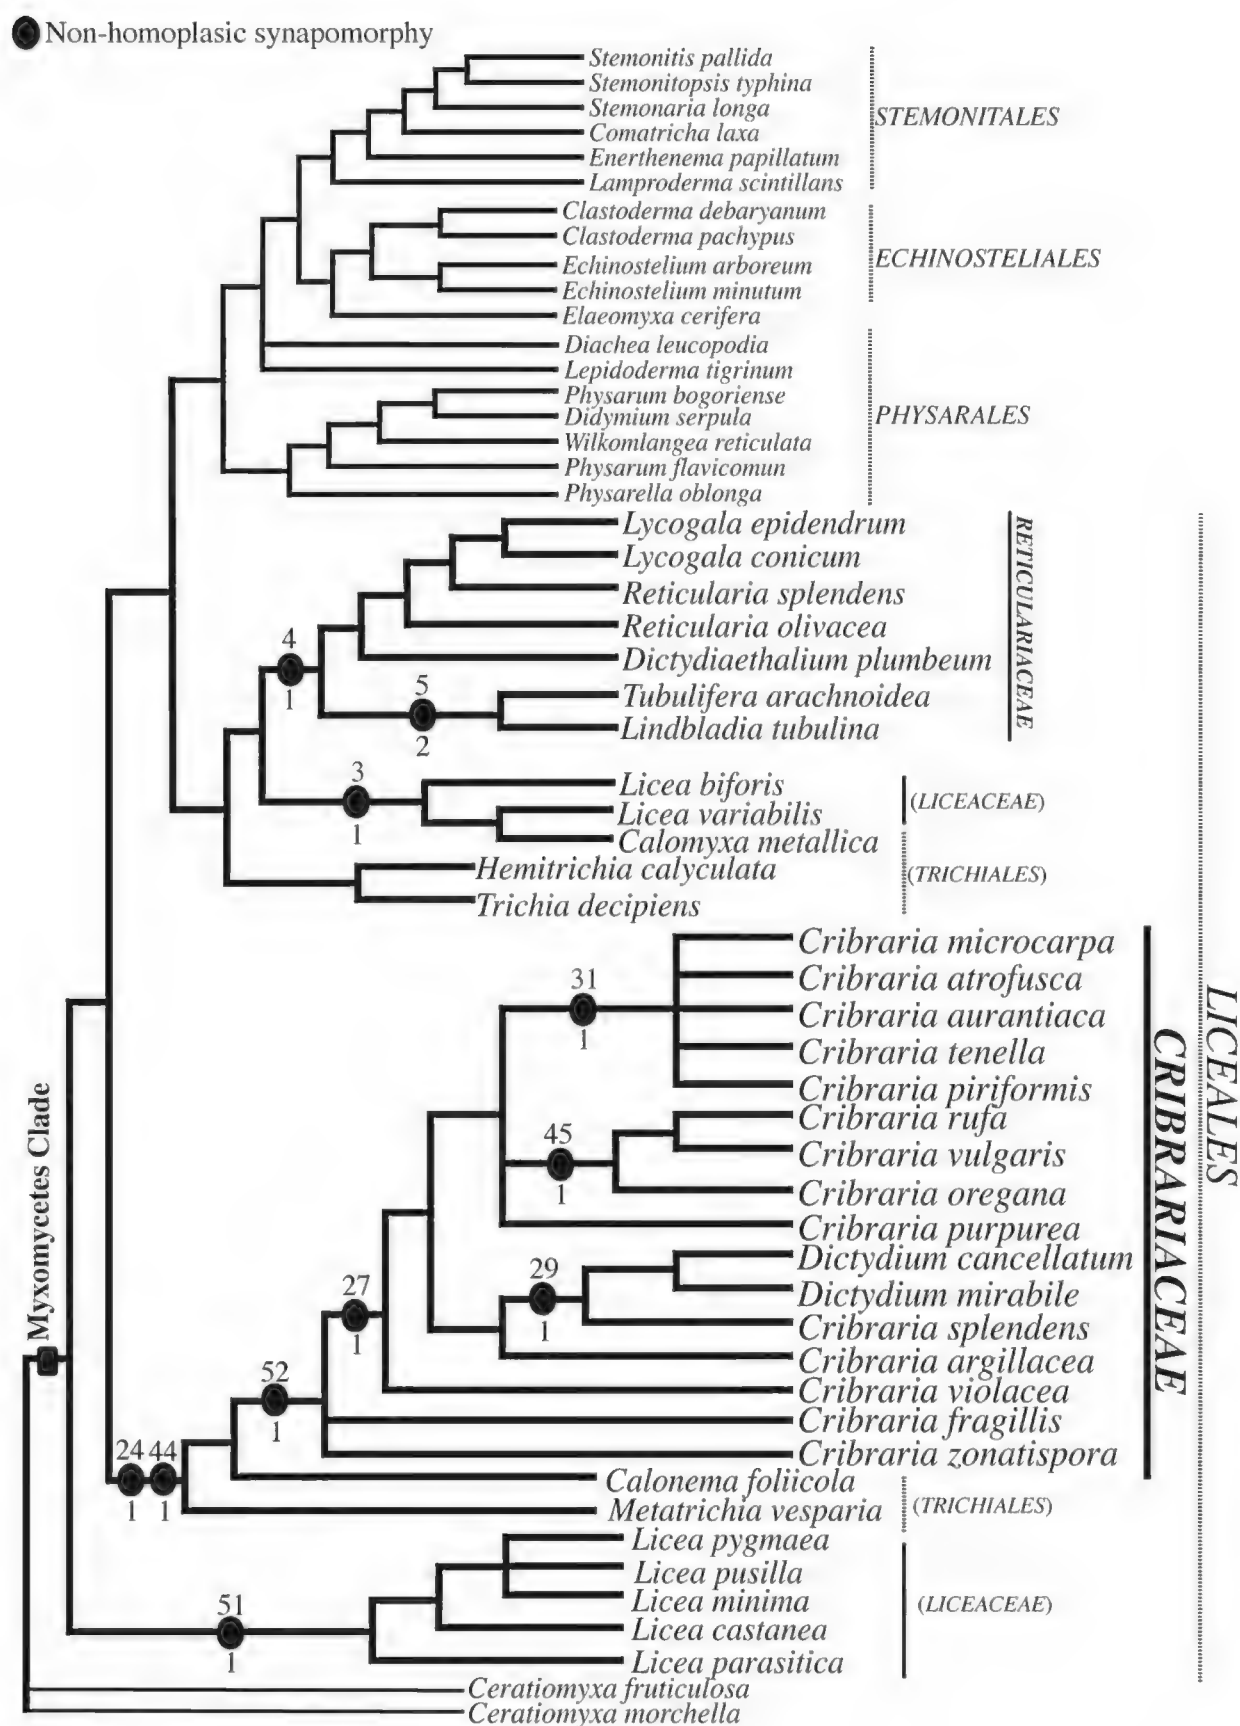 Non-homoplasic synapomorphy
Stemonitis pallida
Stemonitopsis typhina
Stemonaria longa
Comatricha laxa
Enerthenema papillatum
Lamproderma scintillans
STEMONITALES
Clastoderma debaryanum
Clastoderma pachypus
Echinostelium arboreum
Echinostelium minutum
Elaeomyxa cerifera
ECHINOSTELIALES
Diachea leucopodia
Lepidoderma tigrinum
Physarum bogoriense
Didymium serpula
Wilkomlangea reticulata
Physarum flavicomun
Physarella oblonga
PHYSARALES
Lycogala epidendrum
Lycogala conicum
Reticularia splendens
Reticularia olivacea
Dictydiaethalium plumbeum
Tubulifera arachnoidea
Lindbladia tubulina
RETICULARIACEAE
4
1
5
2
3
1
Licea biforis
Licea variabilis
Calomyxa metallica
(LICEACEAE)
Hemitrichia calyculata
Trichia decipiens
(TRICHIALES)
Cribraria microcarpa
Cribraria atrofusca
Cribraria aurantiaca
Cribraria tenella
Cribraria piriformis
Cribraria rufa
Cribraria vulgaris
Cribraria oregana
Cribraria purpurea
Dictydium cancellatum
Dictydium mirabile
Cribraria splendens
Cribraria argillacea
Cribraria violacea
Cribraria fragillis
Cribraria zonatispora
31
1
45
1
29
1
27
1
52
1
24 44
1 1
CRIBRARIACEAE
LICEALES
Myxomycetes Clade
Calonema foliicola
Metatrichia vesparia
(TRICHIALES)
Licea pygmaea
Licea pusilla
Licea minima
Licea castanea
Licea parasitica
(LICEACEAE)
51
1
Ceratiomyxa fruticulosa
Ceratiomyxa morchella